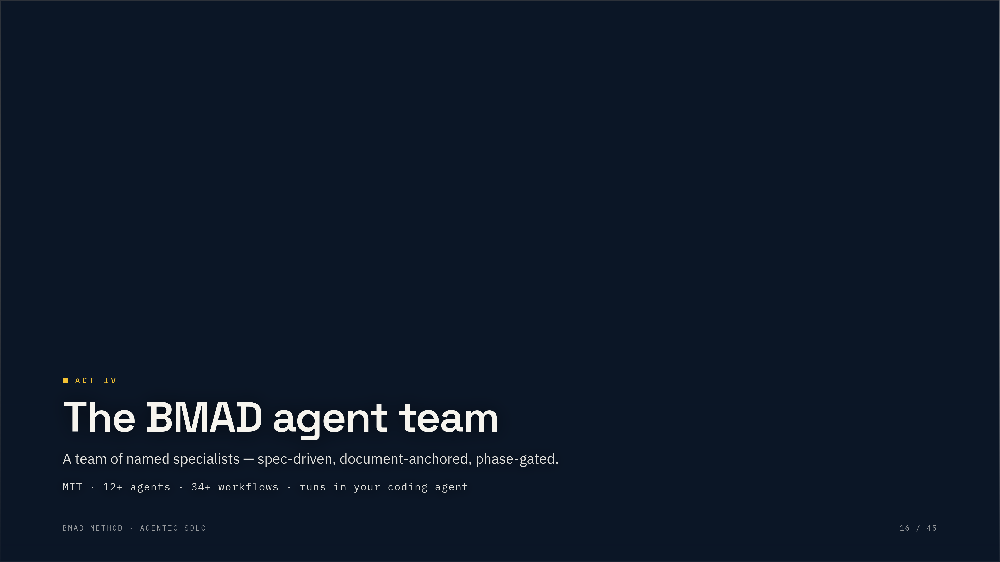 ACT IV
The BMAD agent team
A team of named specialists — spec-driven, document-anchored, phase-gated.
MIT · 12+ agents · 34+ workflows · runs in your coding agent
BMAD METHOD · AGENTIC SDLC
16 / 45